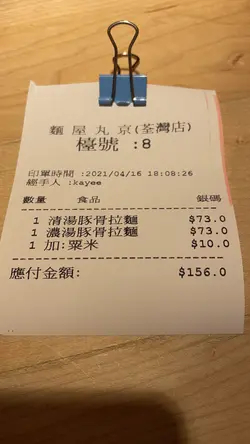 麵屋丸京(荃灣店)
檯號 :8
印單時間 :2021/04/16 18:08:26
經手人 :kayee
數量 食品 銀碼
1 清湯豚骨拉麵 $73.0
1 濃湯豚骨拉麵 $73.0
1 加:粟米 $10.0
應付金額: $156.0